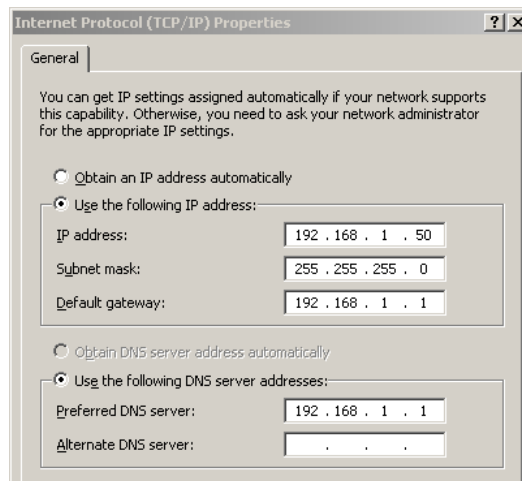 Internet Protocol (TCP/IP) Properties
General
You can get IP settings assigned automatically if your network supports
this capability. Otherwise, you need to ask your network administrator
for the appropriate IP settings.
Obtain an IP address automatically
Use the following IP address:
IP address: 192 . 168 . 1 . 50
Subnet mask: 255 . 255 . 255 . 0
Default gateway: 192 . 168 . 1 . 1
Obtain DNS server address automatically
Use the following DNS server addresses:
Preferred DNS server: 192 . 168 . 1 . 1
Alternate DNS server: . . .